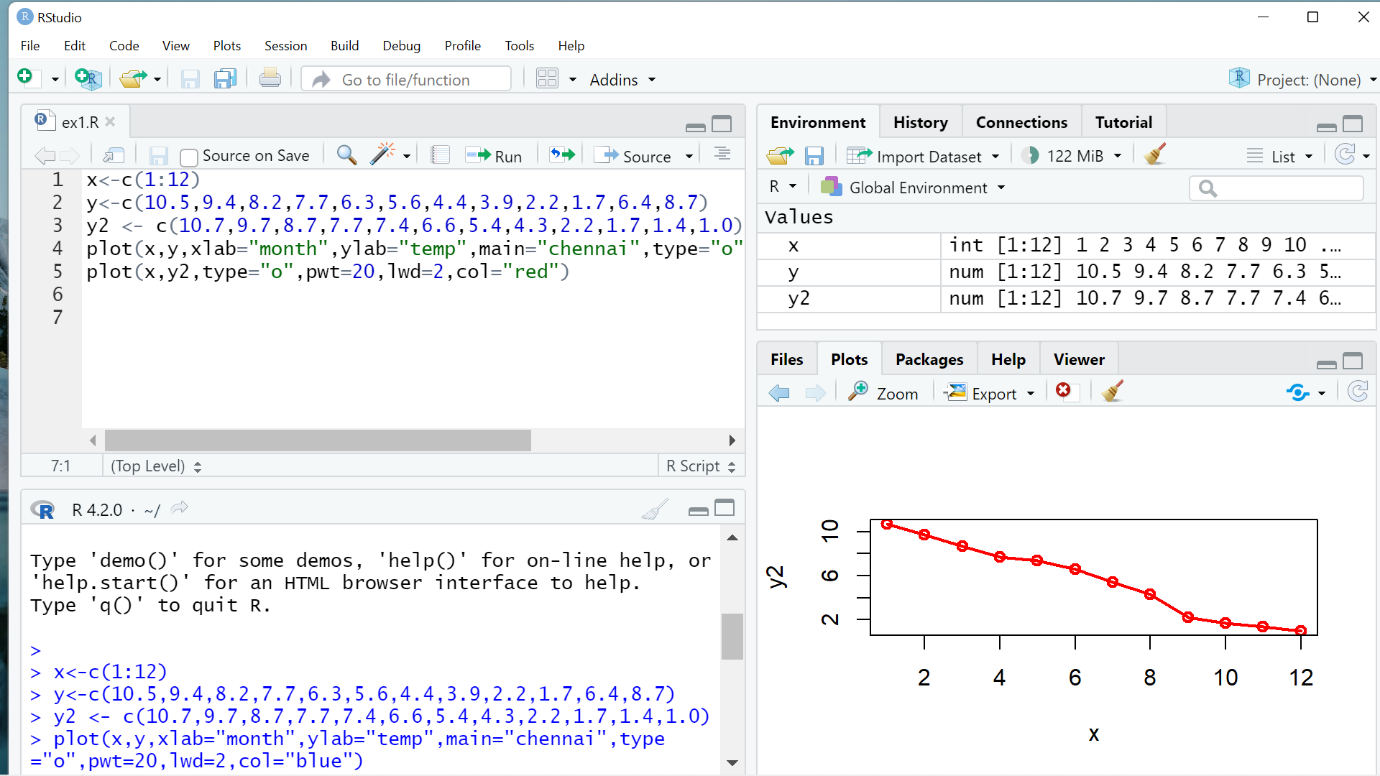 RStudio
File Edit Code View Plots Session Build Debug Profile Tools Help
Go to file/function Addins Project: (None)
ex1.R
Source on Save Run Source
1 x<-c(1:12)
2 y<-c(10.5,9.4,8.2,7.7,6.3,5.6,4.4,3.9,2.2,1.7,6.4,8.7)
3 y2 <- c(10.7,9.7,8.7,7.7,7.4,6.6,5.4,4.3,2.2,1.7,1.4,1.0)
4 plot(x,y,xlab="month",ylab="temp",main="chennai",type="o"
5 plot(x,y2,type="o",pwt=20,lwd=2,col="red")
6
7
7:1 (Top Level) R Script
R 4.2.0 · ~/
Type 'demo()' for some demos, 'help()' for on-line help, or
'help.start()' for an HTML browser interface to help.
Type 'q()' to quit R.
>
> x<-c(1:12)
> y<-c(10.5,9.4,8.2,7.7,6.3,5.6,4.4,3.9,2.2,1.7,6.4,8.7)
> y2 <- c(10.7,9.7,8.7,7.7,7.4,6.6,5.4,4.3,2.2,1.7,1.4,1.0)
> plot(x,y,xlab="month",ylab="temp",main="chennai",type
="o",pwt=20,lwd=2,col="blue")
Environment History Connections Tutorial
Import Dataset 122 MiB List
R Global Environment
Values
x int [1:12] 1 2 3 4 5 6 7 8 9 10 ...
y num [1:12] 10.5 9.4 8.2 7.7 6.3 5...
y2 num [1:12] 10.7 9.7 8.7 7.7 7.4 6...
Files Plots Packages Help Viewer
Zoom Export
y2
10
6
2
2 4 6 8 10 12
x